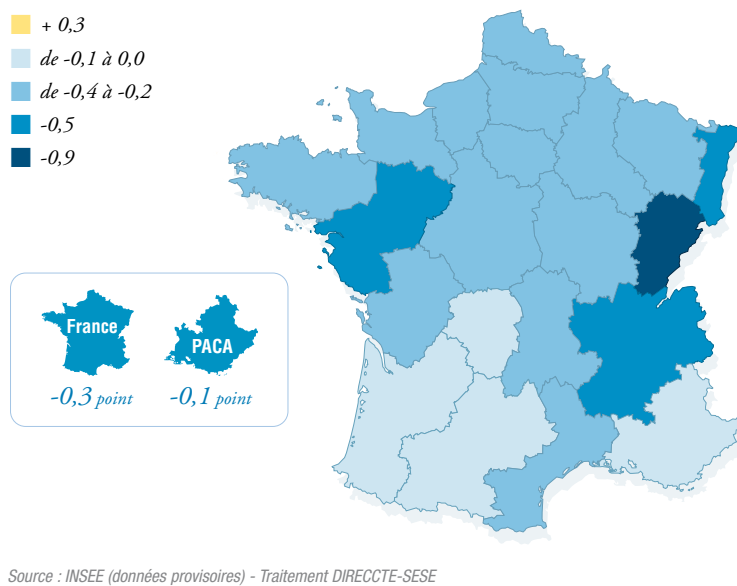 + 0,3
de -0,1 à 0,0
de -0,4 à -0,2
-0,5
-0,9
France
PACA
-0,3 point
-0,1 point
Source : INSEE (données provisoires) - Traitement DIRECCTE-SESE